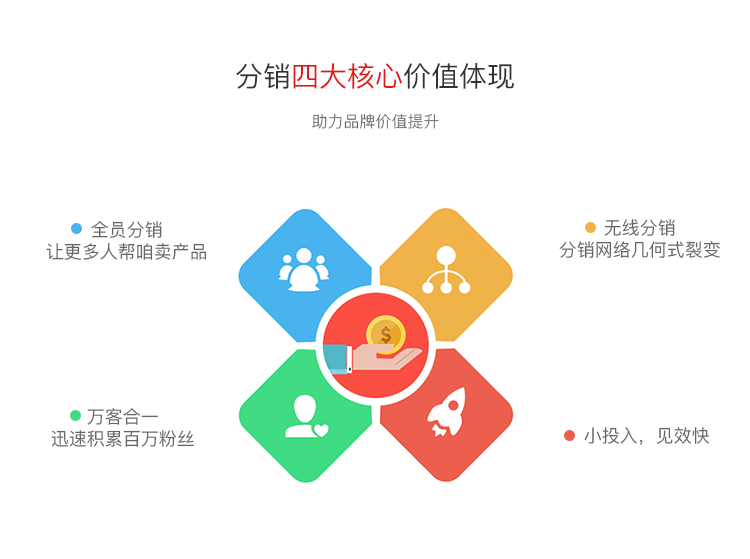 分销四大核心价值体现
助力品牌价值提升
全员分销
让更多人帮咱卖产品
无线分销
分销网络几何式裂变
$
万客合一
迅速积累百万粉丝
小投入，见效快